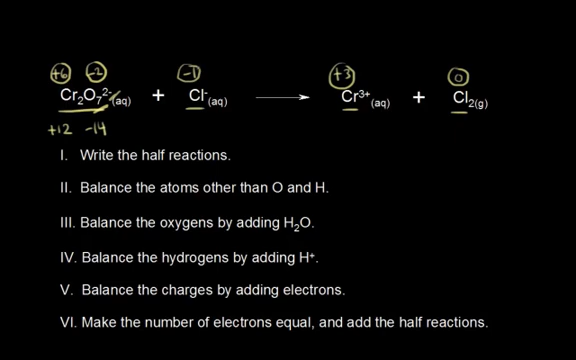 +6 -2 -1 +3 0
Cr₂O₇²⁻(aq) + Cl⁻(aq) ⟶ Cr³⁺(aq) + Cl₂(g)
+12 -14
I. Write the half reactions.
II. Balance the atoms other than O and H.
III. Balance the oxygens by adding H₂O.
IV. Balance the hydrogens by adding H⁺.
V. Balance the charges by adding electrons.
VI. Make the number of electrons equal, and add the half reactions.